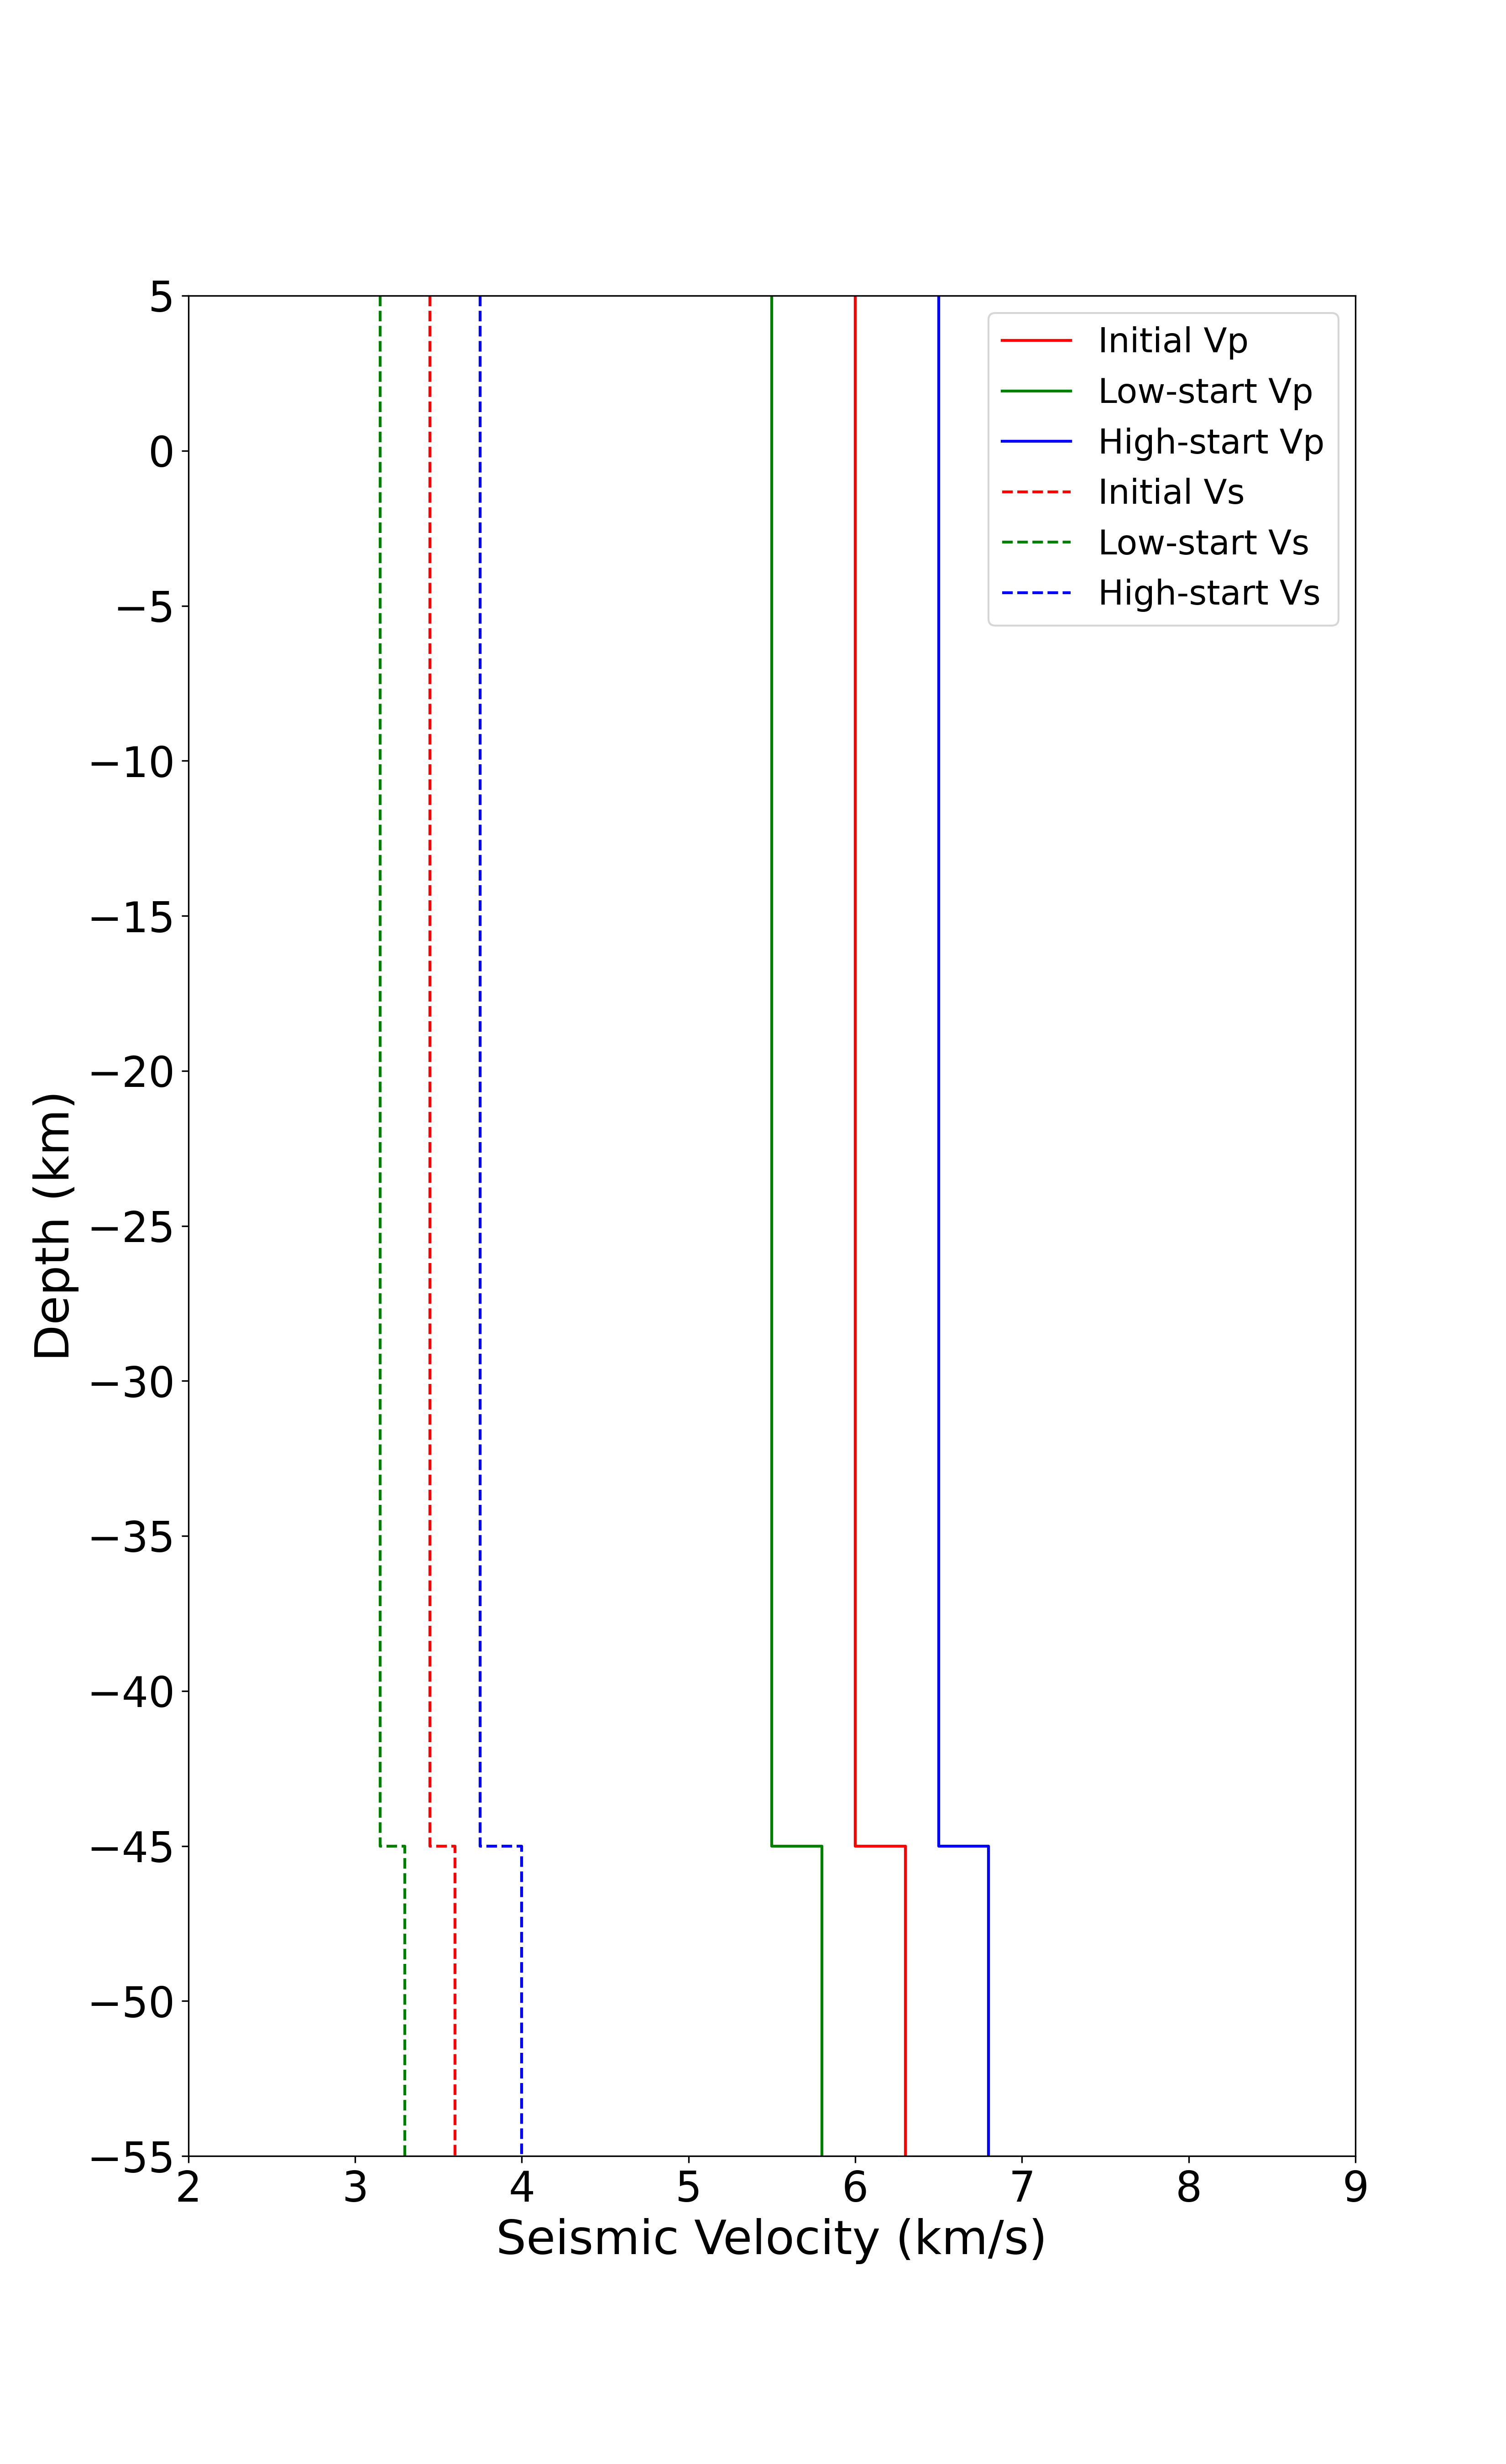 5
0
−5
−10
−15
−20
−25
−30
−35
−40
−45
−50
−55
Depth (km)
2 3 4 5 6 7 8 9
Seismic Velocity (km/s)
Initial Vp
Low-start Vp
High-start Vp
Initial Vs
Low-start Vs
High-start Vs